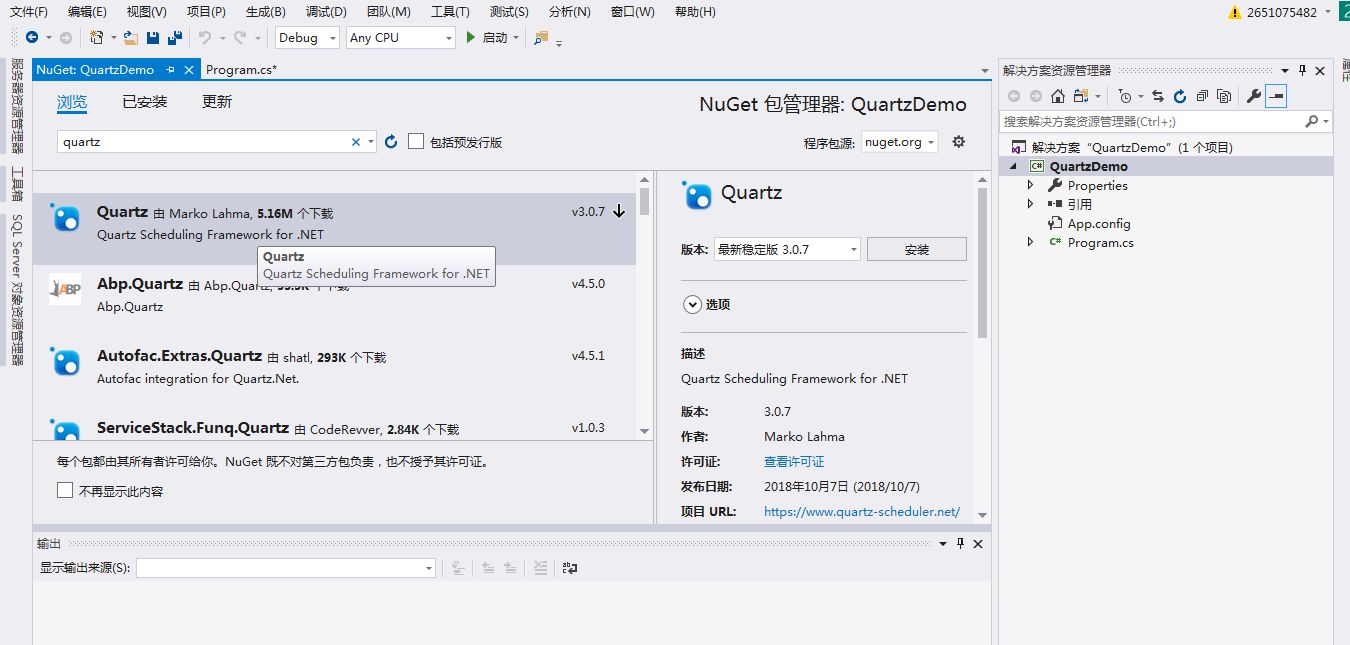 文件(F) 编辑(E) 视图(V) 项目(P) 生成(B) 调试(D) 团队(M) 工具(T) 测试(S) 分析(N) 窗口(W) 帮助(H) 2651075482
Debug Any CPU 启动
服务器资源管理器
工具箱
SQL Server 对象资源管理器
NuGet: QuartzDemo Program.cs*
浏览 已安装 更新
NuGet 包管理器: QuartzDemo
quartz
包括预发行版
程序包源: nuget.org
Quartz 由 Marko Lahma, 5.16M 个下载 v3.0.7
Quartz Scheduling Framework for .NET
Quartz
Quartz Scheduling Framework for .NET
Abp.Quartz 由 Abp.Quartz, 个下载 v4.5.0
Abp.Quartz
Autofac.Extras.Quartz 由 shatl, 293K 个下载 v4.5.1
Autofac integration for Quartz.Net.
ServiceStack.Funq.Quartz 由 CodeRevver, 2.84K 个下载 v1.0.3
每个包都由其所有者许可给你。NuGet 既不对第三方包负责，也不授予其许可证。
不再显示此内容
Quartz
版本: 最新稳定版 3.0.7 安装
选项
描述
Quartz Scheduling Framework for .NET
版本: 3.0.7
作者: Marko Lahma
许可证: 查看许可证
发布日期: 2018年10月7日 (2018/10/7)
项目 URL: https://www.quartz-scheduler.net/
输出
显示输出来源(S):
解决方案资源管理器
搜索解决方案资源管理器(Ctrl+;)
解决方案 "QuartzDemo" (1 个项目)
C# QuartzDemo
Properties
引用
App.config
C# Program.cs